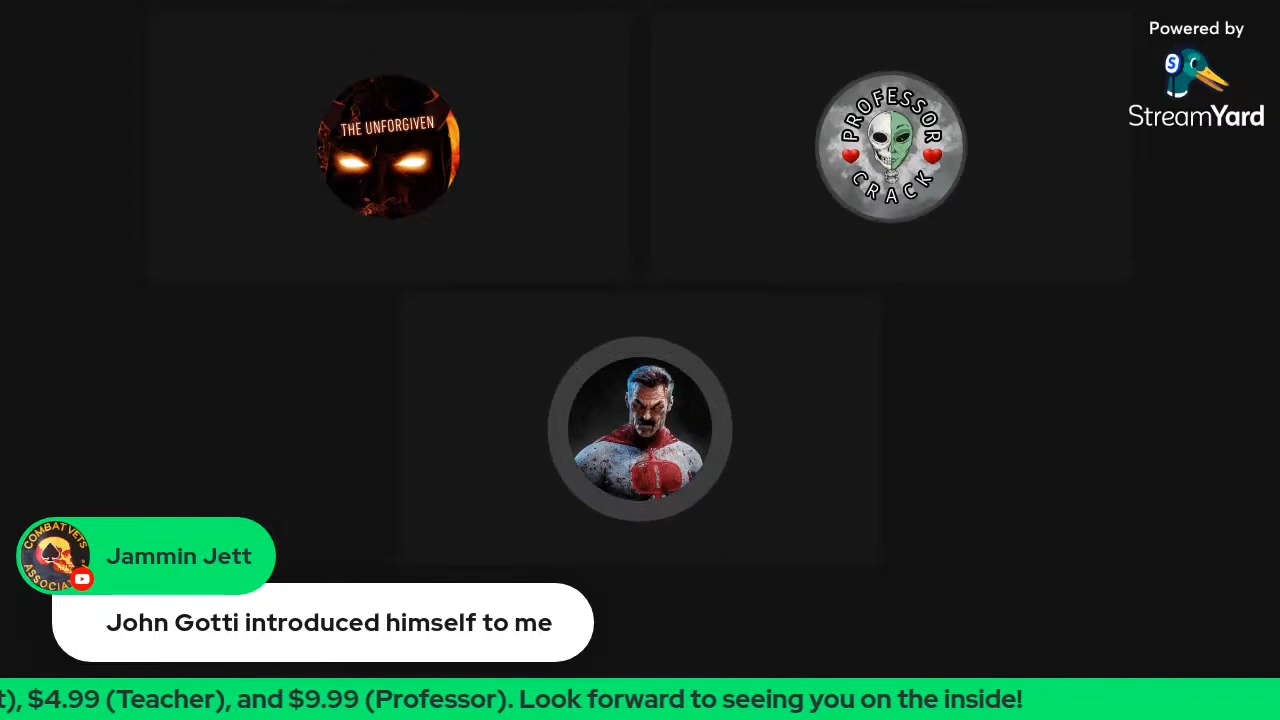 Powered by
StreamYard
THE UNFORGIVEN
PROFESSOR
CRACK
COMBAT VETS
Jammin Jett
John Gotti introduced himself to me
t), $4.99 (Teacher), and $9.99 (Professor). Look forward to seeing you on the inside!